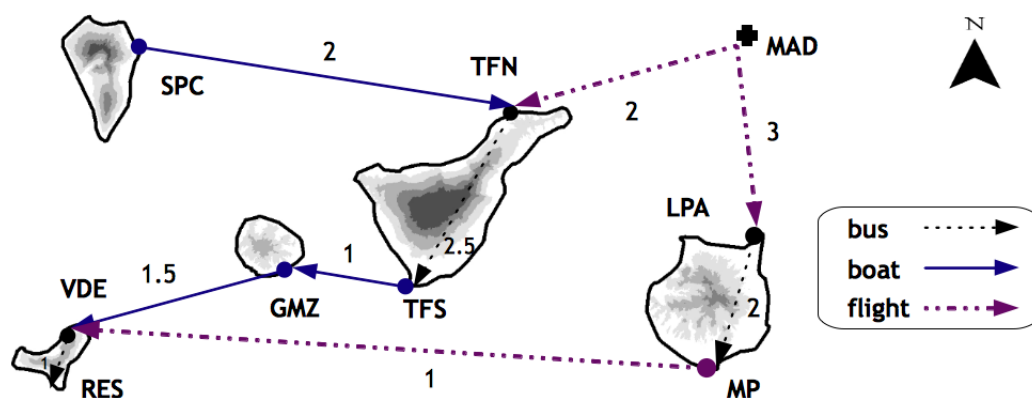 N
MAD
TFN
2
SPC
2
3
LPA
2.5
bus
boat
flight
1
1.5
VDE
GMZ
TFS
2
1
RES
1
MP